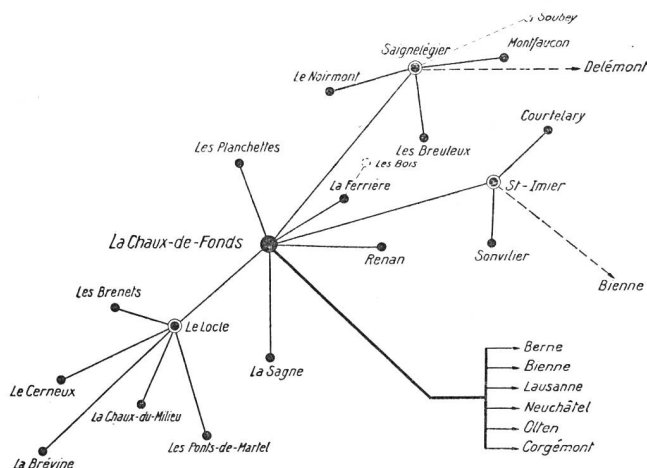 Soubey
Saignelégier
Montfaucon
Le Noirmont
Delémont
Courtelary
Les Planchettes
Les Breuleux
Les Bois
La Ferrière
St-Imier
La Chaux-de-Fonds
Renan
Sonvilier
Bienne
Les Brenets
Le Locle
Berne
La Sagne
Bienne
Le Cerneux
Lausanne
La Chaux-du-Milieu
Neuchâtel
Les Ponts-de-Martel
Olten
La Brévine
Corgémont